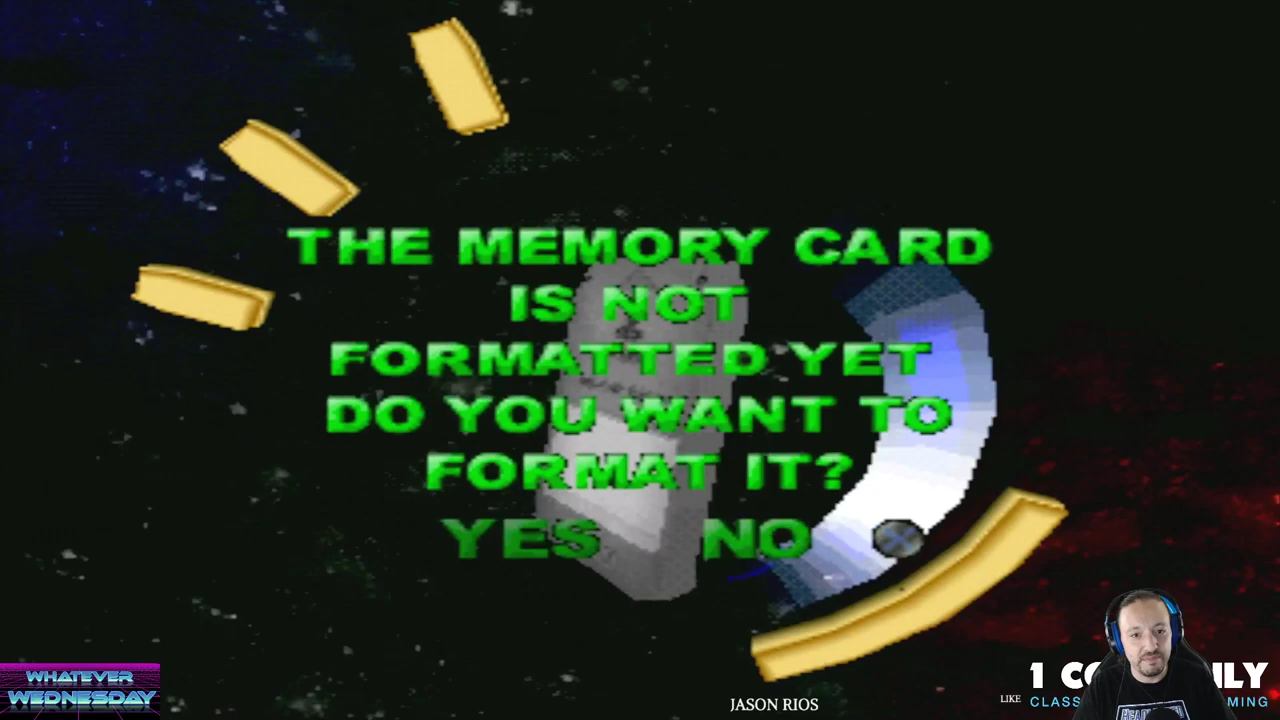 THE MEMORY CARD
IS NOT
FORMATTED YET
DO YOU WANT TO
FORMAT IT?
YES NO
WHATEVER
WEDNESDAY
JASON RIOS
LIKE
1